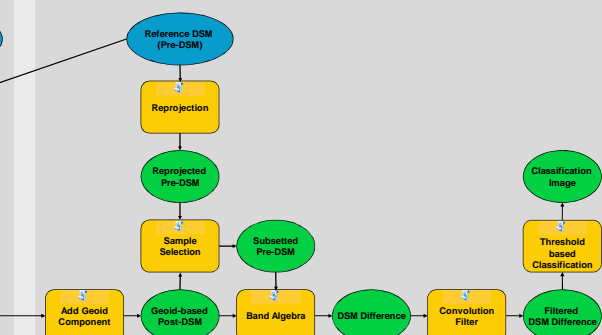 Reference DSM
(Pre-DSM)
Reprojection
Reprojected
Pre-DSM
Classification
Image
Sample
Selection
Subsetted
Pre-DSM
Threshold
based
Classification
Add Geoid
Component
Geoid-based
Post-DSM
Band Algebra
DSM Difference
Convolution
Filter
Filtered
DSM Difference